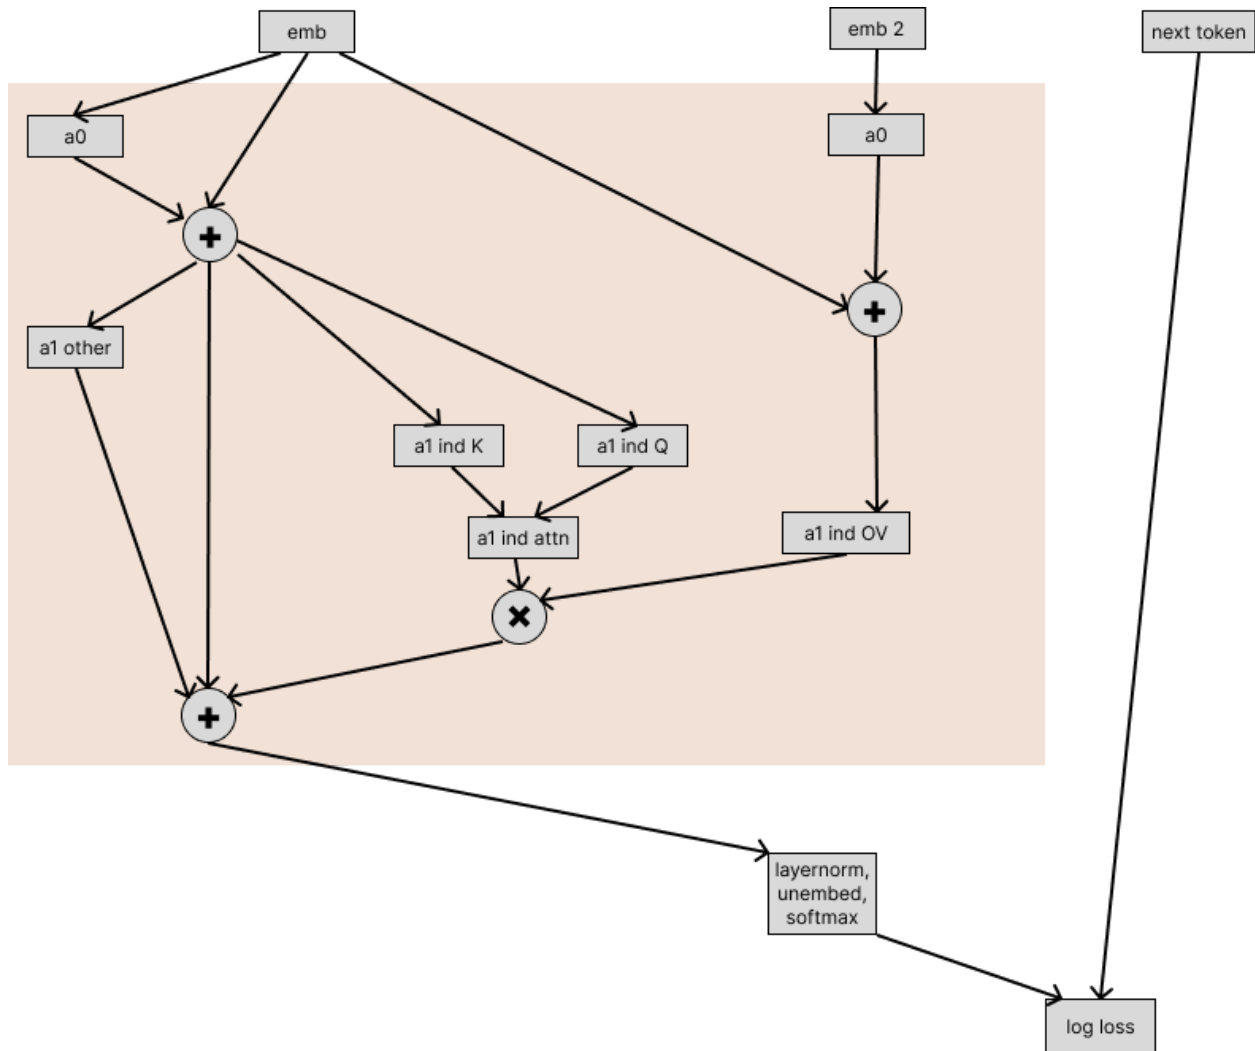 emb
emb 2
next token
a0
a0
+
+
a1 other
a1 ind K
a1 ind Q
a1 ind attn
a1 ind OV
×
+
layernorm,
unembed,
softmax
log loss